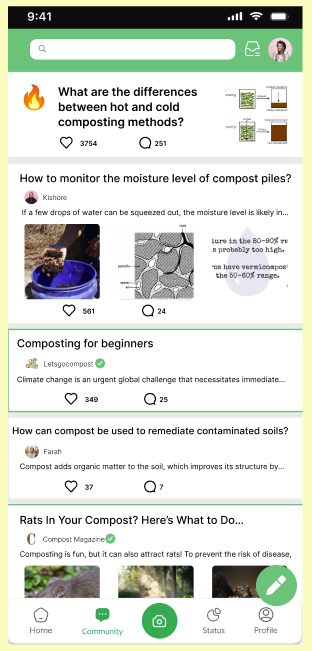 9:41
What are the differences
between hot and cold
composting methods?
3754
251
How to monitor the moisture level of compost piles?
Kishore
If a few drops of water can be squeezed out, the moisture level is likely in...
ture in the 80-90% re
s probably too high.
os have vermicompost
the 50-60% range.
561
24
Composting for beginners
Letsgocompost
Climate change is an urgent global challenge that necessitates immediate...
349
25
How can compost be used to remediate contaminated soils?
Farah
Compost adds organic matter to the soil, which improves its structure by...
37
7
Rats In Your Compost? Here's What to Do...
C
Compost Magazine
Composting is fun, but it can also attract rats! To prevent the risk of disease,
Home
Community
Status
Profile